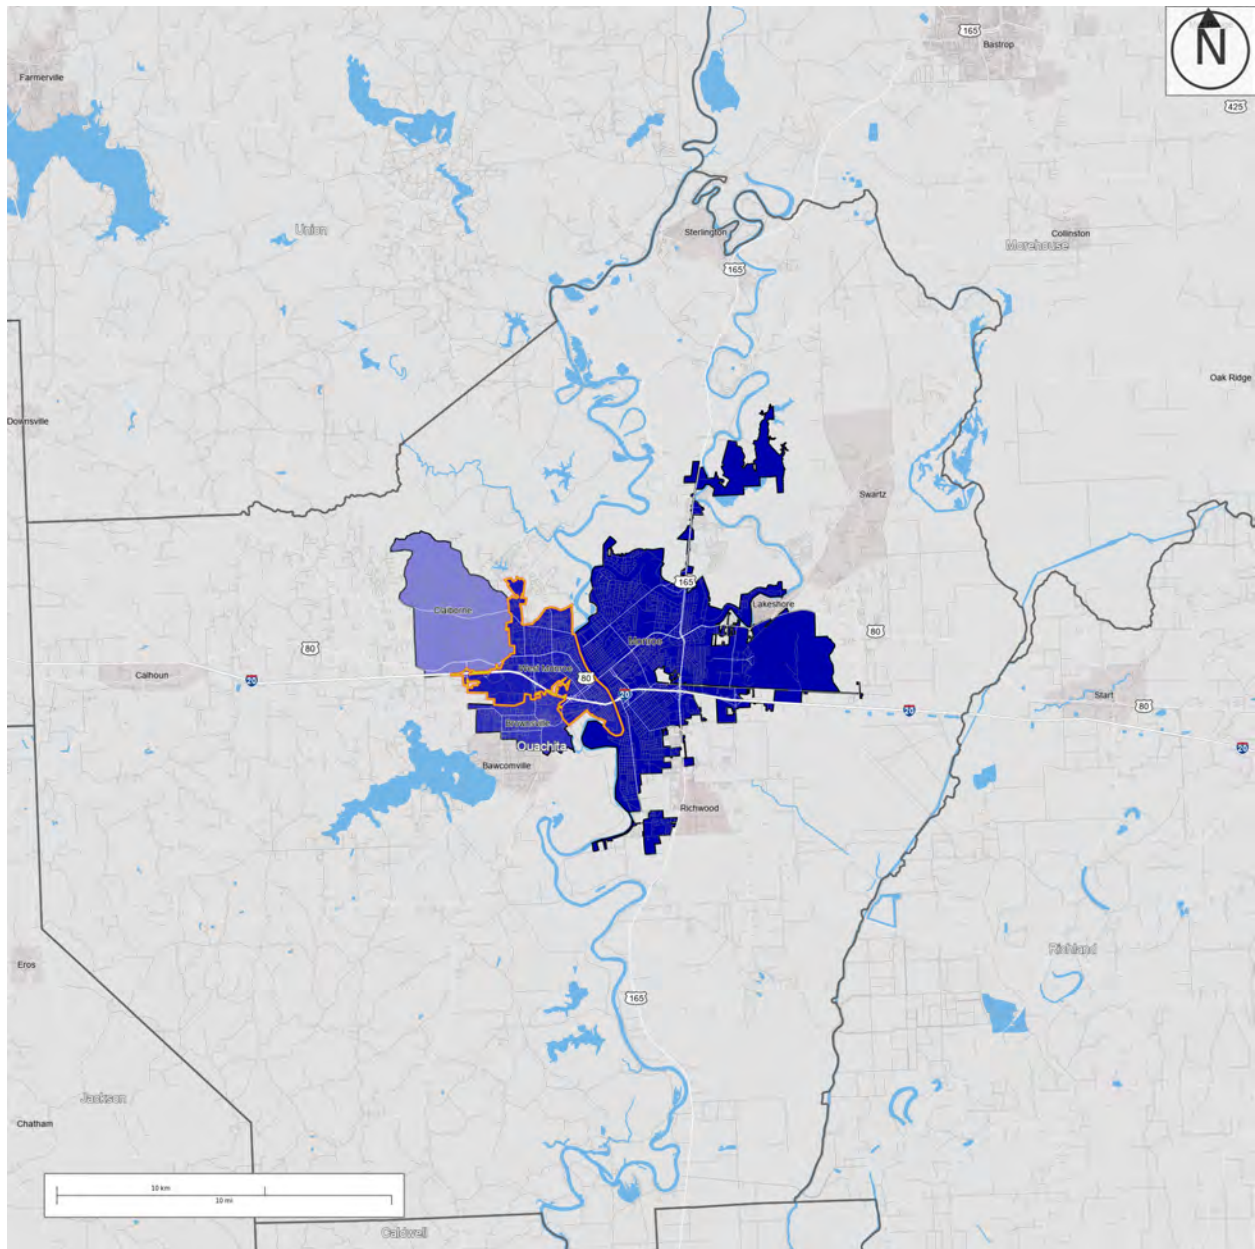 165
Bastrop
N
Farmerville
425
Union
Sterlington
Collinston
Morehouse
165
Oak Ridge
Downsville
Swartz
165
Claiborne
Lakeshore
80
Monroe
80
West Monroe
Calhoun
20
80
20
Start
80
20
Brownsville
Ouachita
20
Bawcomville
Richwood
Richland
Eros
165
Jackson
Chatham
10 km
10 mi
Caldwell